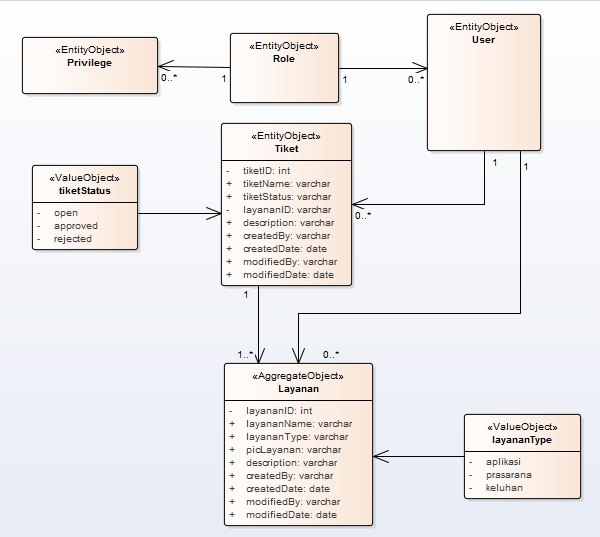 «EntityObject»
Privilege
«EntityObject»
Role
«EntityObject»
User
0..*
1
1
0..*
«EntityObject»
Tiket
- tiketID: int
+ tiketName: varchar
+ tiketStatus: varchar
- layananID: varchar
+ description: varchar
+ createdBy: varchar
+ createdDate: date
+ modifiedBy: varchar
+ modifiedDate: date
«ValueObject»
tiketStatus
- open
- approved
- rejected
1
1
0..*
1
1..*
0..*
«AggregateObject»
Layanan
- layananID: int
+ layananName: varchar
+ layananType: varchar
+ picLayanan: varchar
+ description: varchar
+ createdBy: varchar
+ createdDate: date
+ modifiedBy: varchar
+ modifiedDate: date
«ValueObject»
layananType
- aplikasi
- prasarana
- keluhan